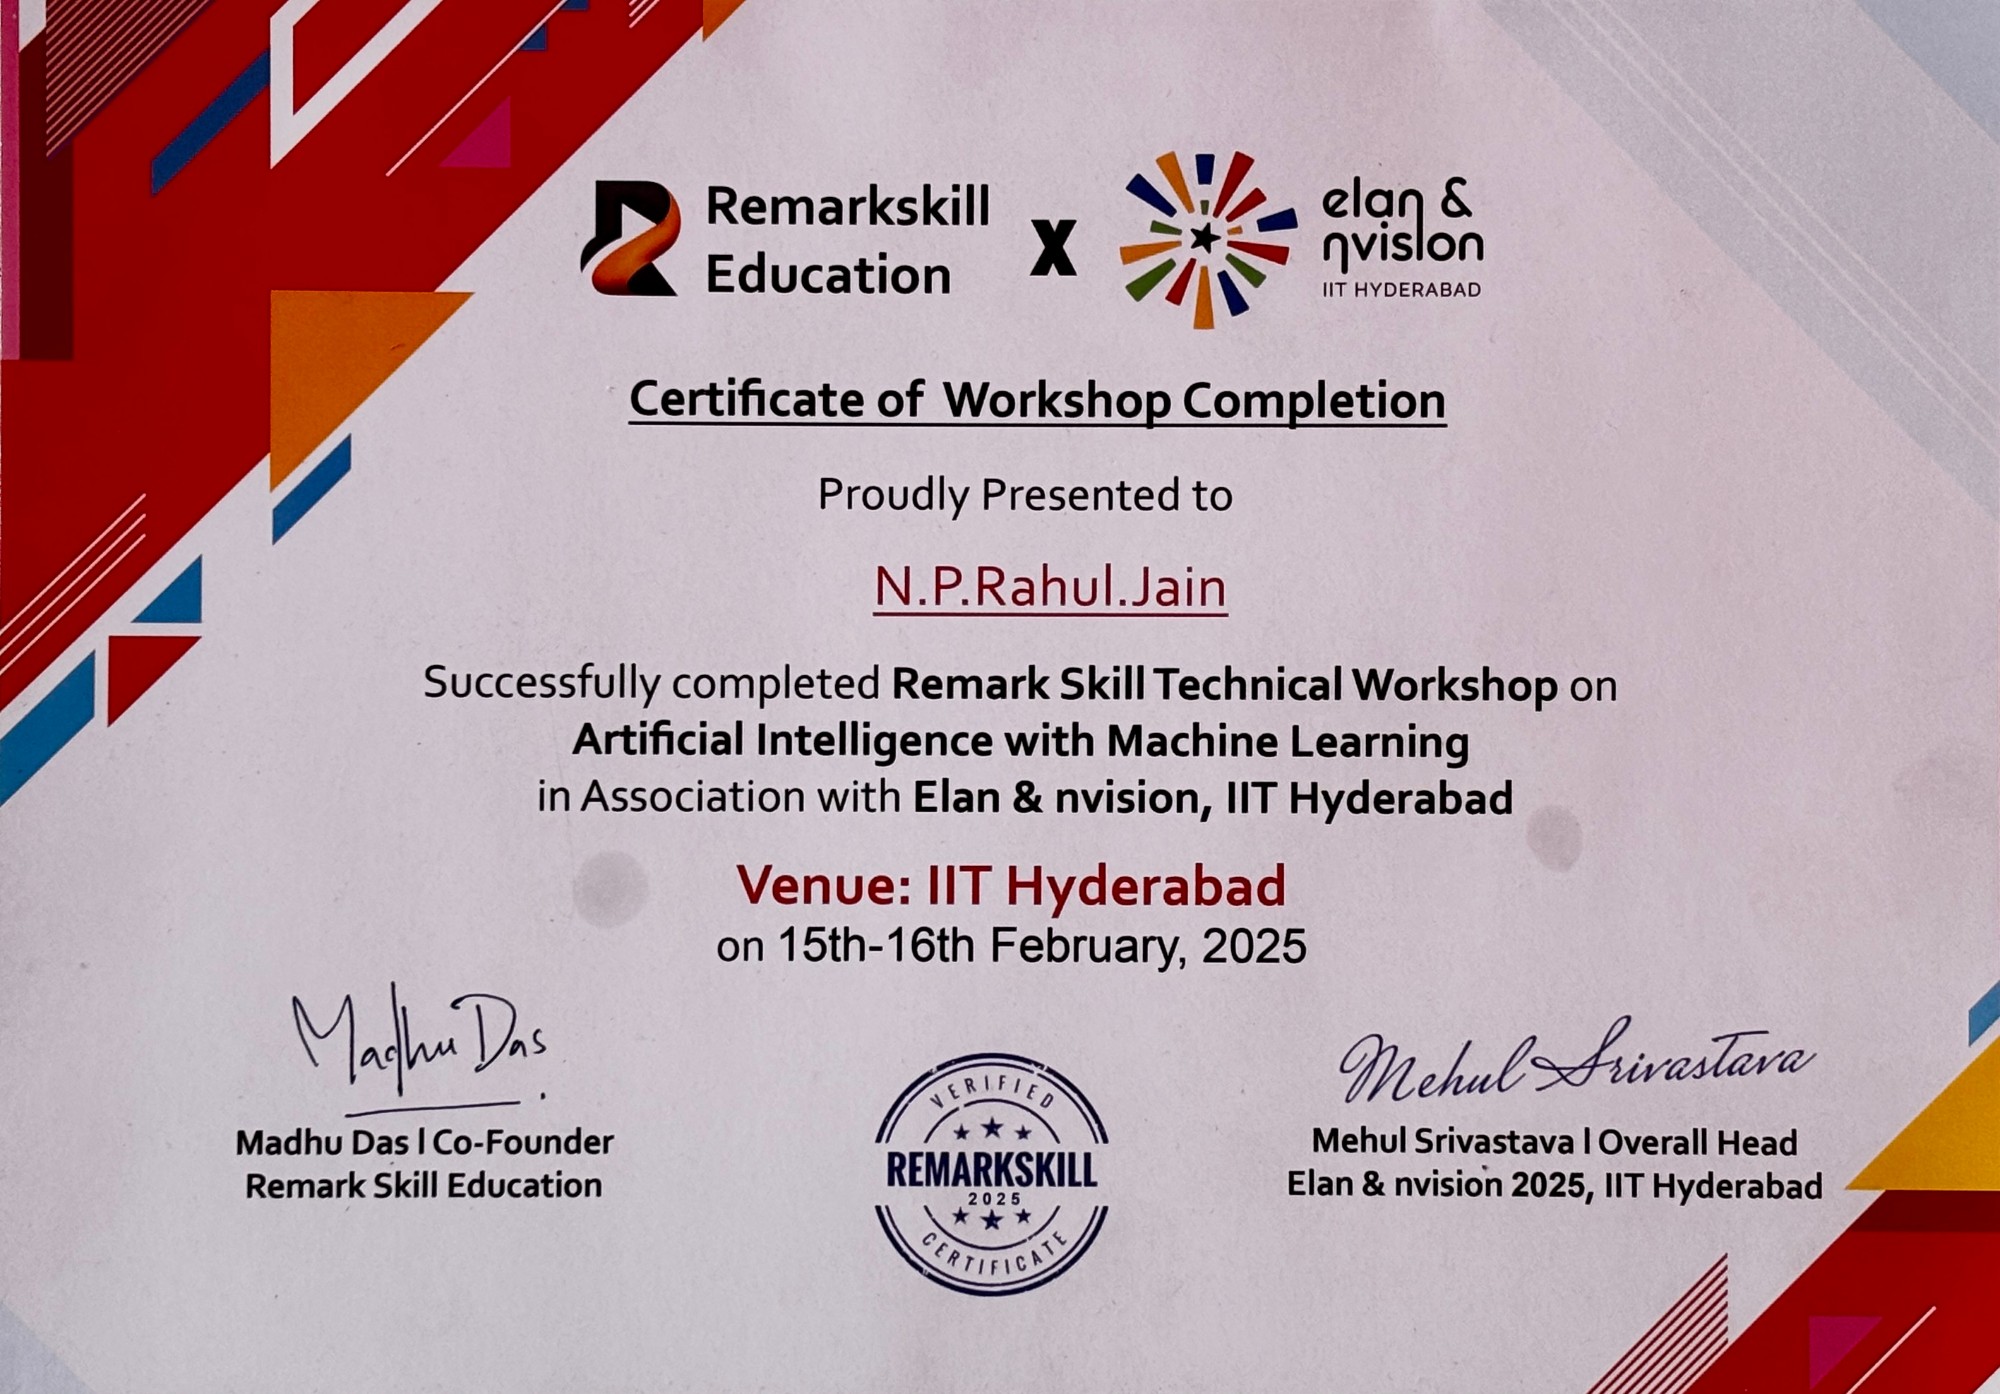 Remarkskill
Education
X
elan &
ηvision
IIT HYDERABAD
Certificate of Workshop Completion
Proudly Presented to
N.P.Rahul.Jain
Successfully completed Remark Skill Technical Workshop on
Artificial Intelligence with Machine Learning
in Association with Elan & nvision, IIT Hyderabad
Venue: IIT Hyderabad
on 15th-16th February, 2025
Madhu Das
Madhu Das | Co-Founder
Remark Skill Education
VERIFIED
REMARKSKILL
2025
CERTIFICATE
Mehul Srivastava
Mehul Srivastava | Overall Head
Elan & nvision 2025, IIT Hyderabad